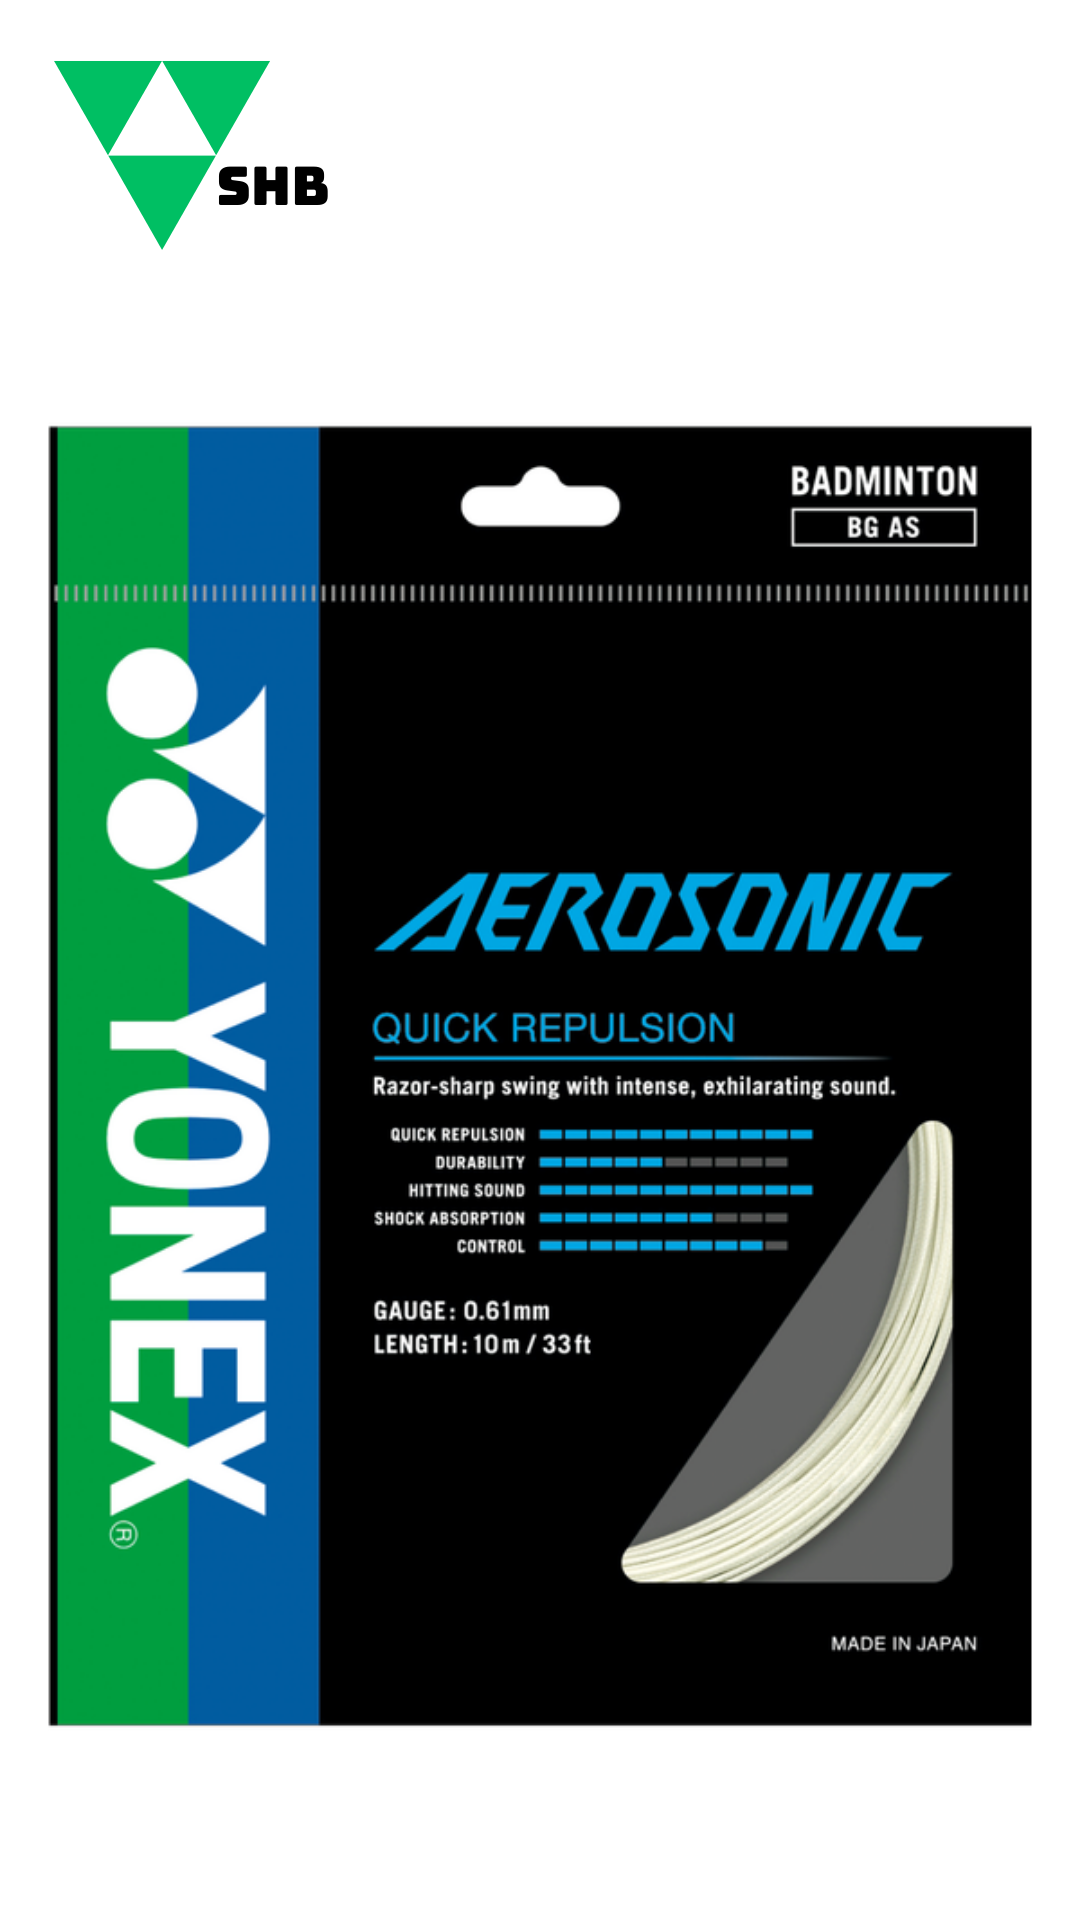 SHB
BADMINTON
BG AS
YONEX®
AEROSONIC
QUICK REPULSION
Razor-sharp swing with intense, exhilarating sound.
QUICK REPULSION
DURABILITY
HITTING SOUND
SHOCK ABSORPTION
CONTROL
GAUGE: 0.61mm
LENGTH: 10m / 33ft
MADE IN JAPAN